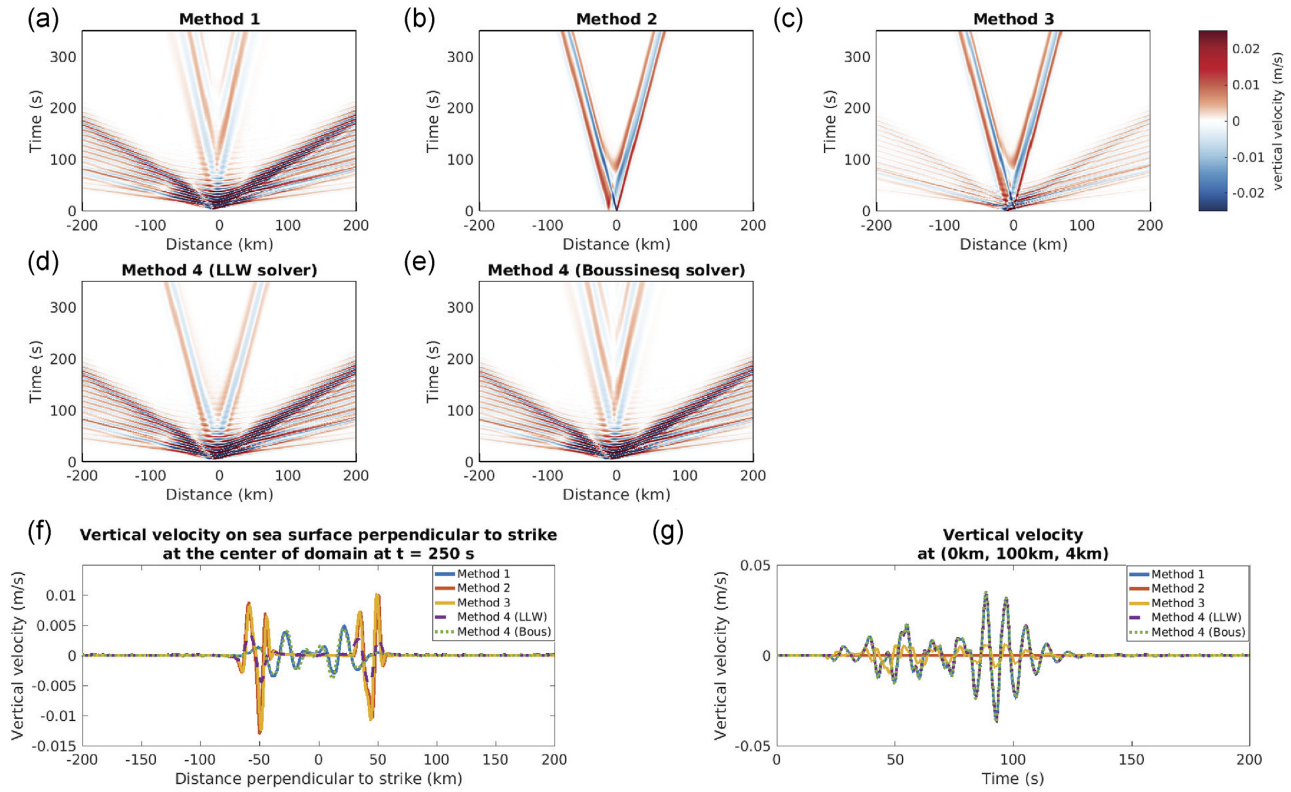 (a)
Method 1
Time (s)
300
200
100
0
-200
-100
0
100
200
Distance (km)
(b)
Method 2
Time (s)
300
200
100
0
-200
-100
0
100
200
Distance (km)
(c)
Method 3
Time (s)
300
200
100
0
-200
-100
0
100
200
Distance (km)
0.02
0.01
0
-0.01
-0.02
vertical velocity (m/s)
(d)
Method 4 (LLW solver)
Time (s)
300
200
100
0
-200
-100
0
100
200
Distance (km)
(e)
Method 4 (Boussinesq solver)
Time (s)
300
200
100
0
-200
-100
0
100
200
Distance (km)
(f)
Vertical velocity on sea surface perpendicular to strike
at the center of domain at t = 250 s
Vertical velocity (m/s)
0.01
0.005
0
-0.005
-0.01
-0.015
Method 1
Method 2
Method 3
Method 4 (LLW)
Method 4 (Bous)
-200
-150
-100
-50
0
50
100
150
200
Distance perpendicular to strike (km)
(g)
Vertical velocity
at (0km, 100km, 4km)
Vertical velocity (m/s)
0.05
0
-0.05
Method 1
Method 2
Method 3
Method 4 (LLW)
Method 4 (Bous)
0
50
100
150
200
Time (s)